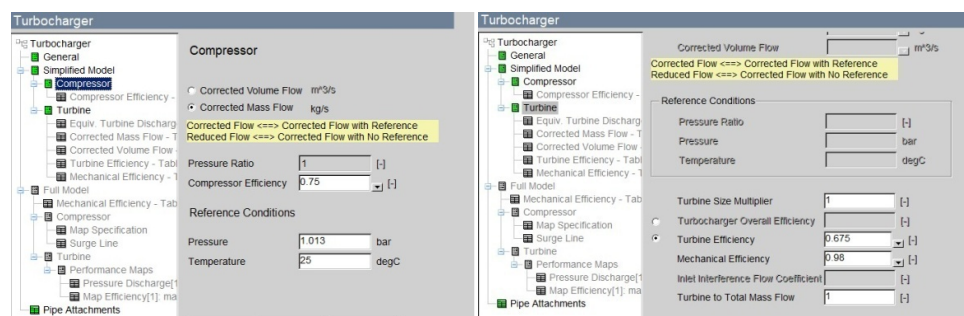 Turbocharger
Turbocharger
General
Simplified Model
Compressor
Compressor Efficiency -
Turbine
Equiv. Turbine Discharg
Corrected Mass Flow - T
Corrected Volume Flow -
Turbine Efficiency - Tabl
Mechanical Efficiency - T
Full Model
Mechanical Efficiency - Tab
Compressor
Map Specification
Surge Line
Turbine
Performance Maps
Pressure Discharge[1
Map Efficiency[1]: ma
Pipe Attachments
Compressor
Corrected Volume Flow m^3/s
Corrected Mass Flow kg/s
Corrected Flow <==> Corrected Flow with Reference
Reduced Flow <==> Corrected Flow with No Reference
Pressure Ratio 1 [-]
Compressor Efficiency 0.75 [-]
Reference Conditions
Pressure 1.013 bar
Temperature 25 degC
Turbocharger
Turbocharger
General
Simplified Model
Compressor
Compressor Efficiency -
Turbine
Equiv. Turbine Discharg
Corrected Mass Flow - T
Corrected Volume Flow -
Turbine Efficiency - Tabl
Mechanical Efficiency - T
Full Model
Mechanical Efficiency - Tab
Compressor
Map Specification
Surge Line
Turbine
Performance Maps
Pressure Discharge[1
Map Efficiency[1]: ma
Pipe Attachments
Corrected Volume Flow m^3/s
Corrected Flow <==> Corrected Flow with Reference
Reduced Flow <==> Corrected Flow with No Reference
Reference Conditions
Pressure Ratio [-]
Pressure bar
Temperature degC
Turbine Size Multiplier 1 [-]
Turbocharger Overall Efficiency [-]
Turbine Efficiency 0.675 [-]
Mechanical Efficiency 0.98 [-]
Inlet Interference Flow Coefficient [-]
Turbine to Total Mass Flow 1 [-]